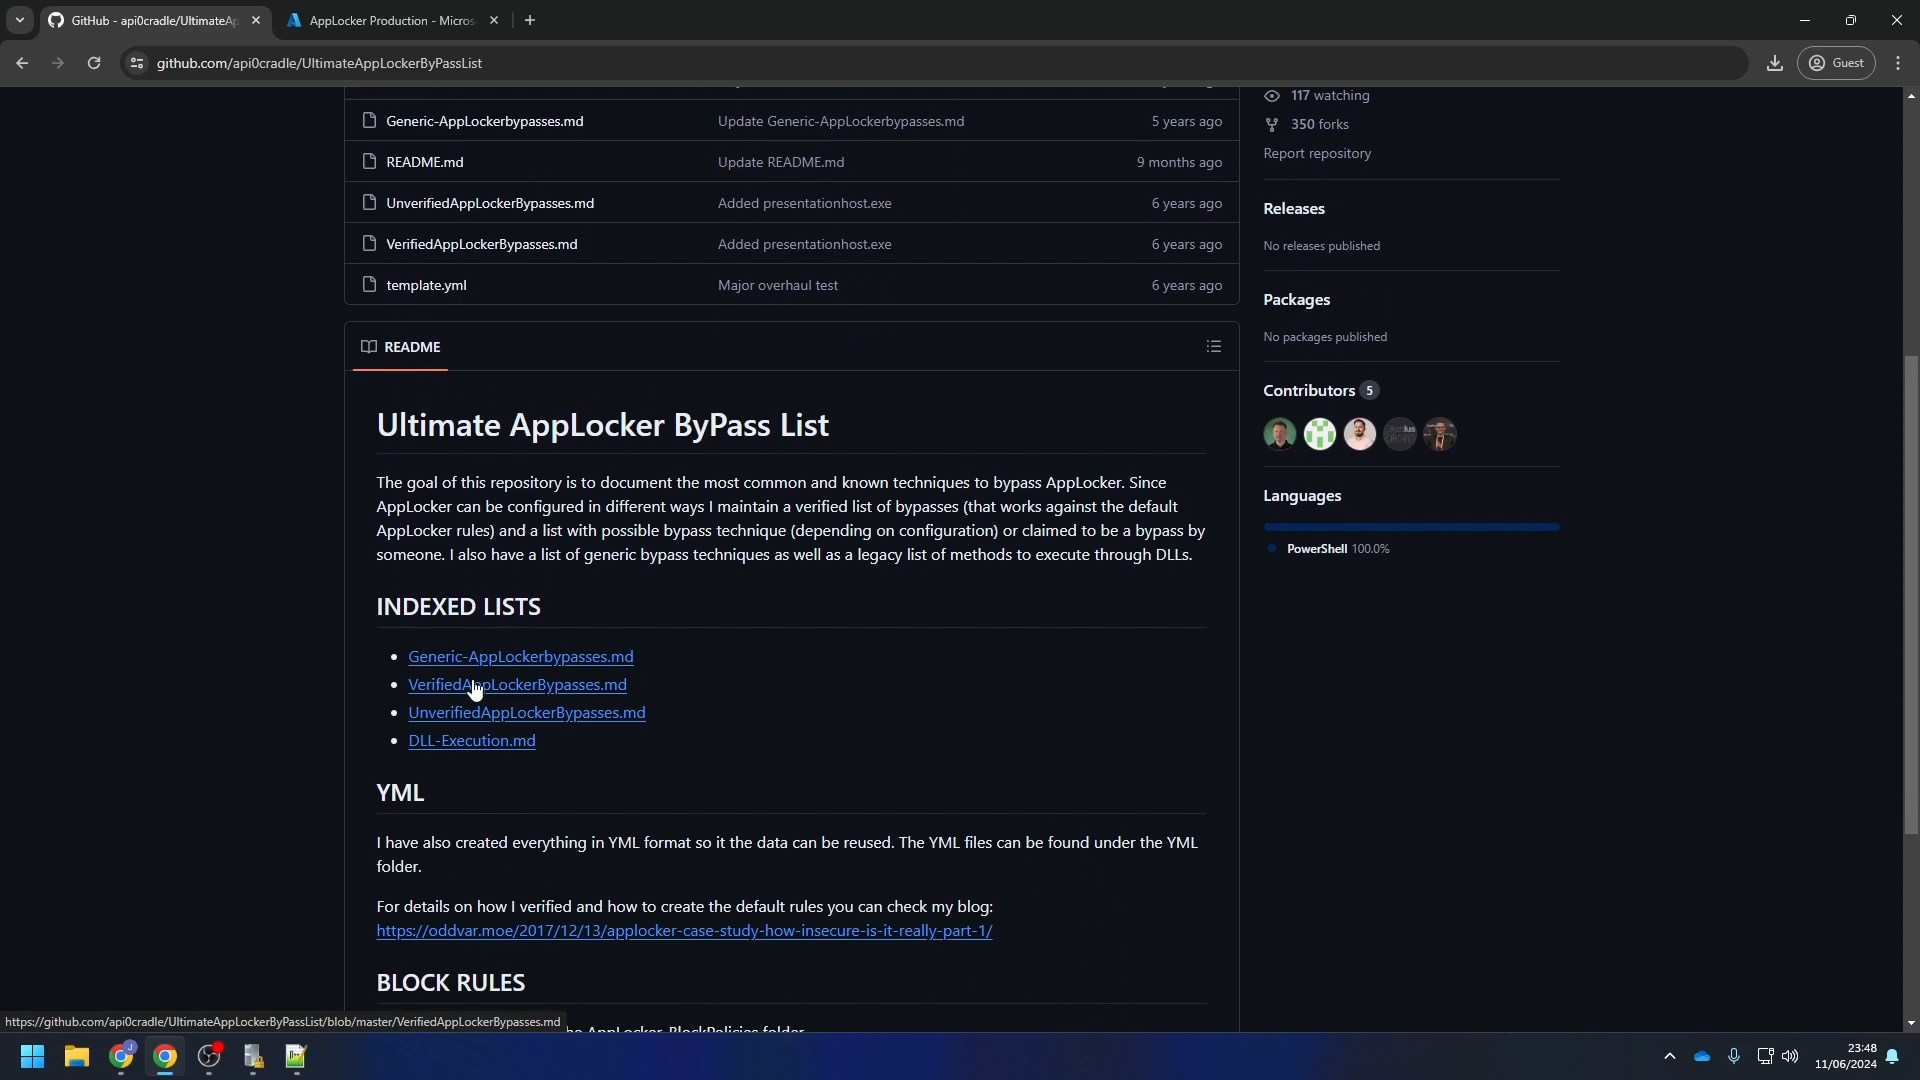 GitHub - api0cradle/UltimateAp
AppLocker Production - Micros
github.com/api0cradle/UltimateAppLockerByPassList
Guest
Generic-AppLockerbypasses.md Update Generic-AppLockerbypasses.md 5 years ago
README.md Update README.md 9 months ago
UnverifiedAppLockerBypasses.md Added presentationhost.exe 6 years ago
VerifiedAppLockerBypasses.md Added presentationhost.exe 6 years ago
template.yml Major overhaul test 6 years ago
README
Ultimate AppLocker ByPass List
The goal of this repository is to document the most common and known techniques to bypass AppLocker. Since
AppLocker can be configured in different ways I maintain a verified list of bypasses (that works against the default
AppLocker rules) and a list with possible bypass technique (depending on configuration) or claimed to be a bypass by
someone. I also have a list of generic bypass techniques as well as a legacy list of methods to execute through DLLs.
INDEXED LISTS
Generic-AppLockerbypasses.md
VerifiedAppLockerBypasses.md
UnverifiedAppLockerBypasses.md
DLL-Execution.md
YML
I have also created everything in YML format so it the data can be reused. The YML files can be found under the YML
folder.
For details on how I verified and how to create the default rules you can check my blog:
https://oddvar.moe/2017/12/13/applocker-case-study-how-insecure-is-it-really-part-1/
BLOCK RULES
AppLocker BlockPolicies folder
117 watching
350 forks
Report repository
Releases
No releases published
Packages
No packages published
Contributors 5
Languages
PowerShell 100.0%
https://github.com/api0cradle/UltimateAppLockerByPassList/blob/master/VerifiedAppLockerBypasses.md
J
23:48
11/06/2024